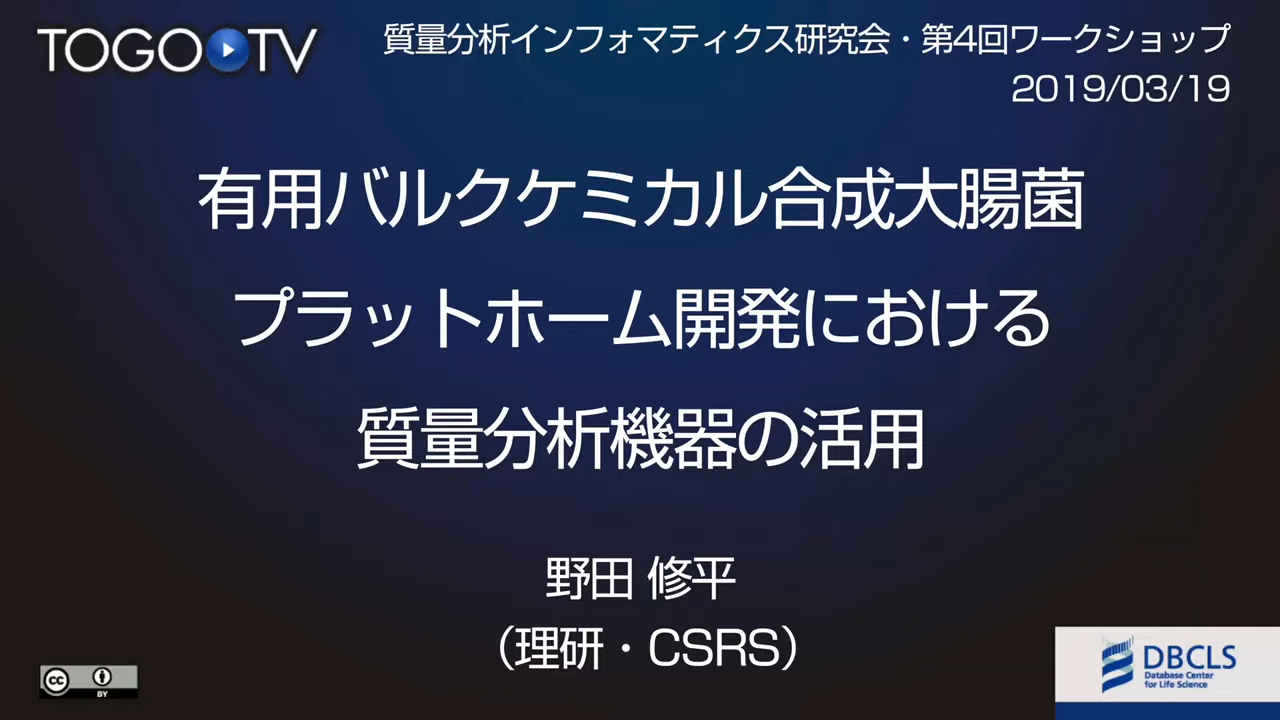 TOGO TV
質量分析インフォマティクス研究会・第4回ワークショップ
2019/03/19
有用バルクケミカル合成大腸菌
プラットホーム開発における
質量分析機器の活用
野田 修平
（理研・CSRS）
cc
BY
DBCLS
Database Center
for Life Science